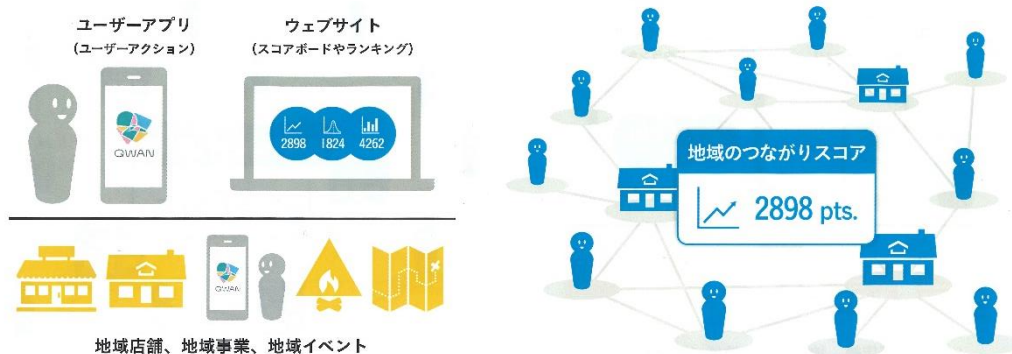 ユーザーアプリ
(ユーザーアクション)
ウェブサイト
(スコアボードやランキング)
QWAN
2898 1824 4262
QWAN
地域店舗、地域事業、地域イベント
地域のつながりスコア
2898 pts.